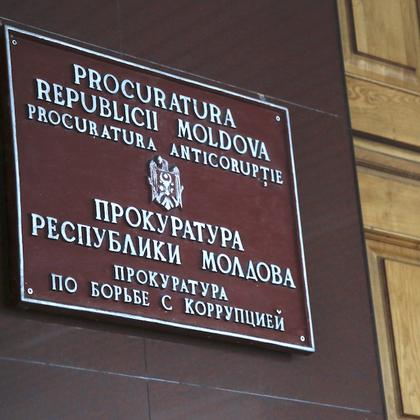 PROCURATURA
REPUBLICII MOLDOVA
PROCURATURA ANTICORUPȚIE
ПРОКУРАТУРА
РЕСПУБЛИКИ МОЛДОВА
ПРОКУРАТУРА
ПО БОРЬБЕ С КОРРУПЦИЕЙ